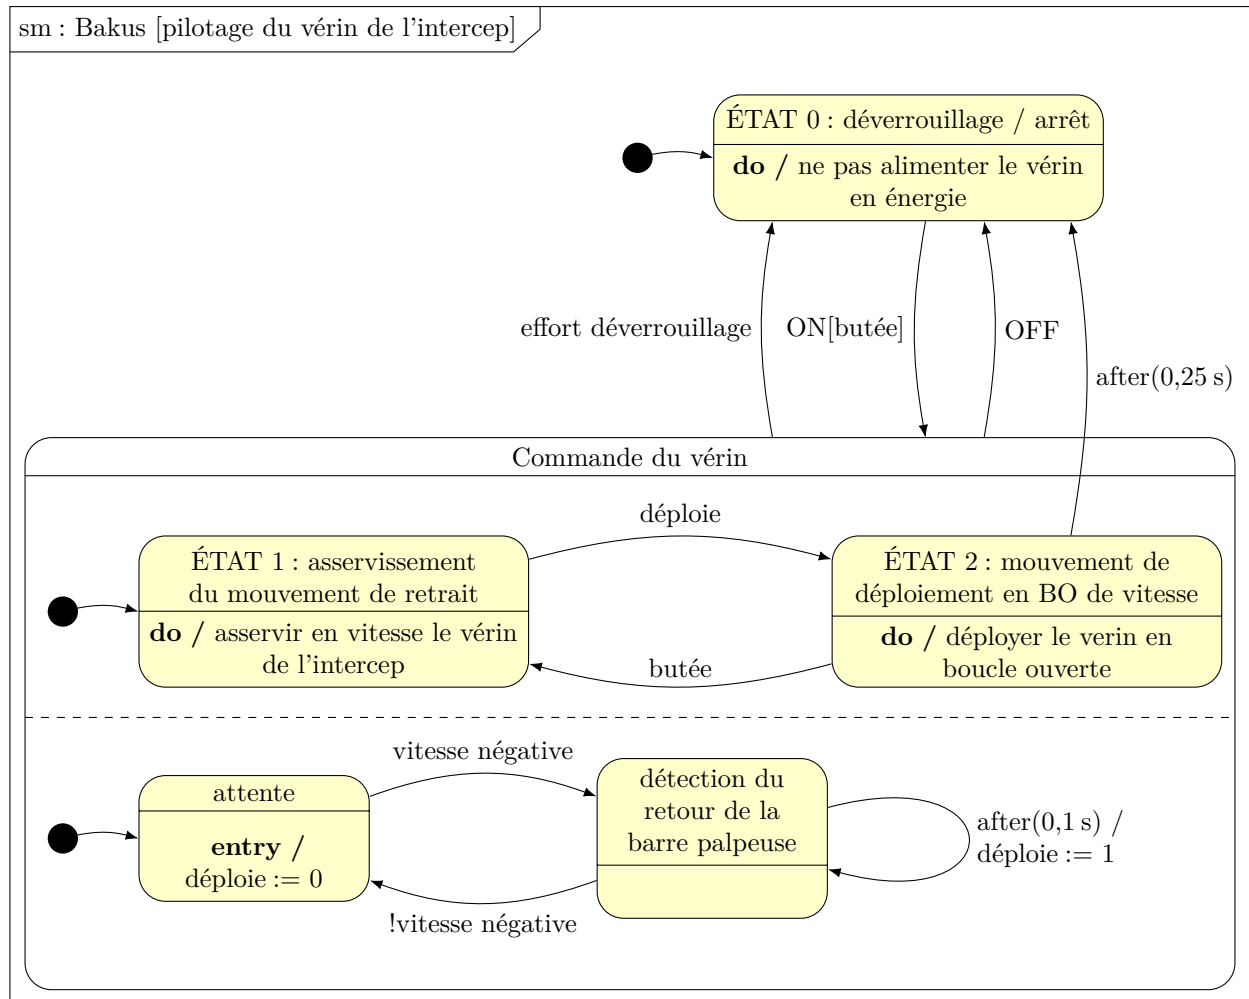 sm : Bakus [pilotage du vérin de l'intercep]
ÉTAT 0 : déverrouillage / arrêt
do / ne pas alimenter le vérin
en énergie
effort déverrouillage
ON[butée]
OFF
after(0,25 s)
Commande du vérin
déploie
ÉTAT 1 : asservissement
du mouvement de retrait
do / asservir en vitesse le vérin
de l'intercep
ÉTAT 2 : mouvement de
déploiement en BO de vitesse
do / déployer le verin en
boucle ouverte
butée
vitesse négative
attente
entry /
déploie := 0
détection du
retour de la
barre palpeuse
after(0,1 s) /
déploie := 1
!vitesse négative